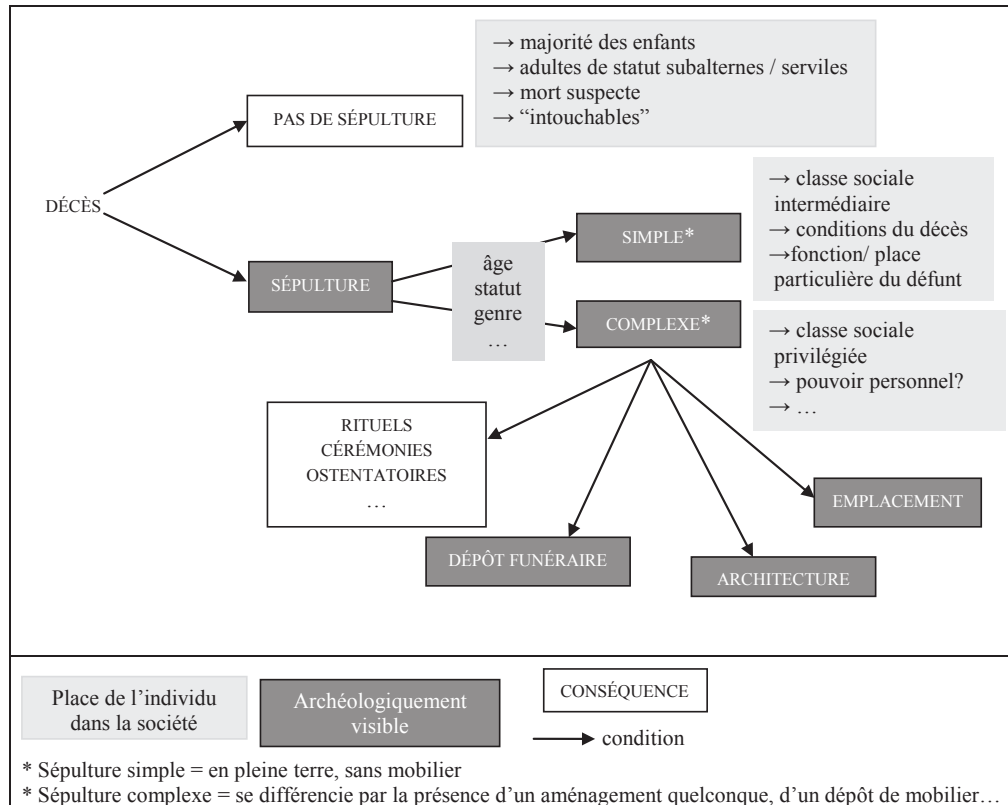 → majorité des enfants
→ adultes de statut subalternes / serviles
→ mort suspecte
→ “intouchables”
PAS DE SÉPULTURE
DÉCÈS
→ classe sociale
intermédiaire
→ conditions du décès
→fonction/ place
particulière du défunt
SIMPLE*
SÉPULTURE
âge
statut
genre
…
COMPLEXE*
→ classe sociale
privilégiée
→ pouvoir personnel?
→ …
RITUELS
CÉRÉMONIES
OSTENTATOIRES
…
EMPLACEMENT
DÉPÔT FUNÉRAIRE
ARCHITECTURE
Place de l’individu
dans la société
Archéologiquement
visible
CONSÉQUENCE
condition
* Sépulture simple = en pleine terre, sans mobilier
* Sépulture complexe = se différencie par la présence d’un aménagement quelconque, d’un dépôt de mobilier…